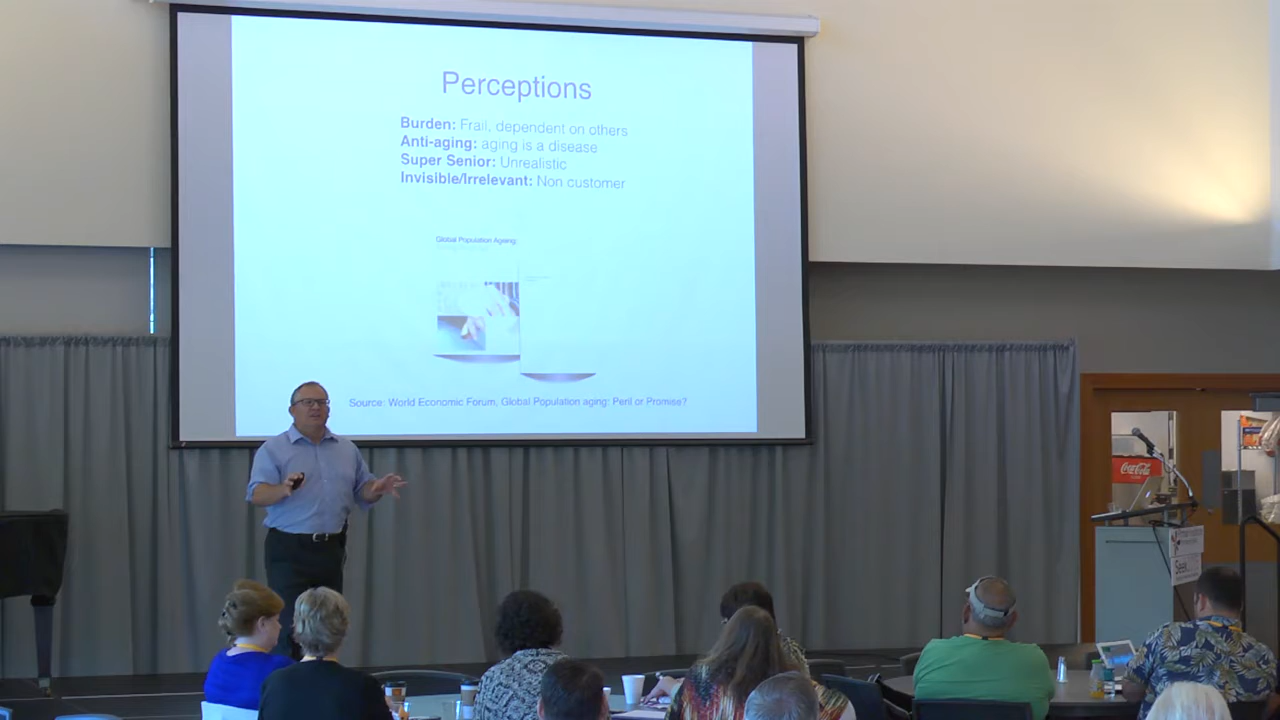 Perceptions
Burden: Frail, dependent on others
Anti-aging: aging is a disease
Super Senior: Unrealistic
Invisible/Irrelevant: Non customer
Global Population Ageing:
Source: World Economic Forum, Global Population aging: Peril or Promise?
Coca-Cola
Seek